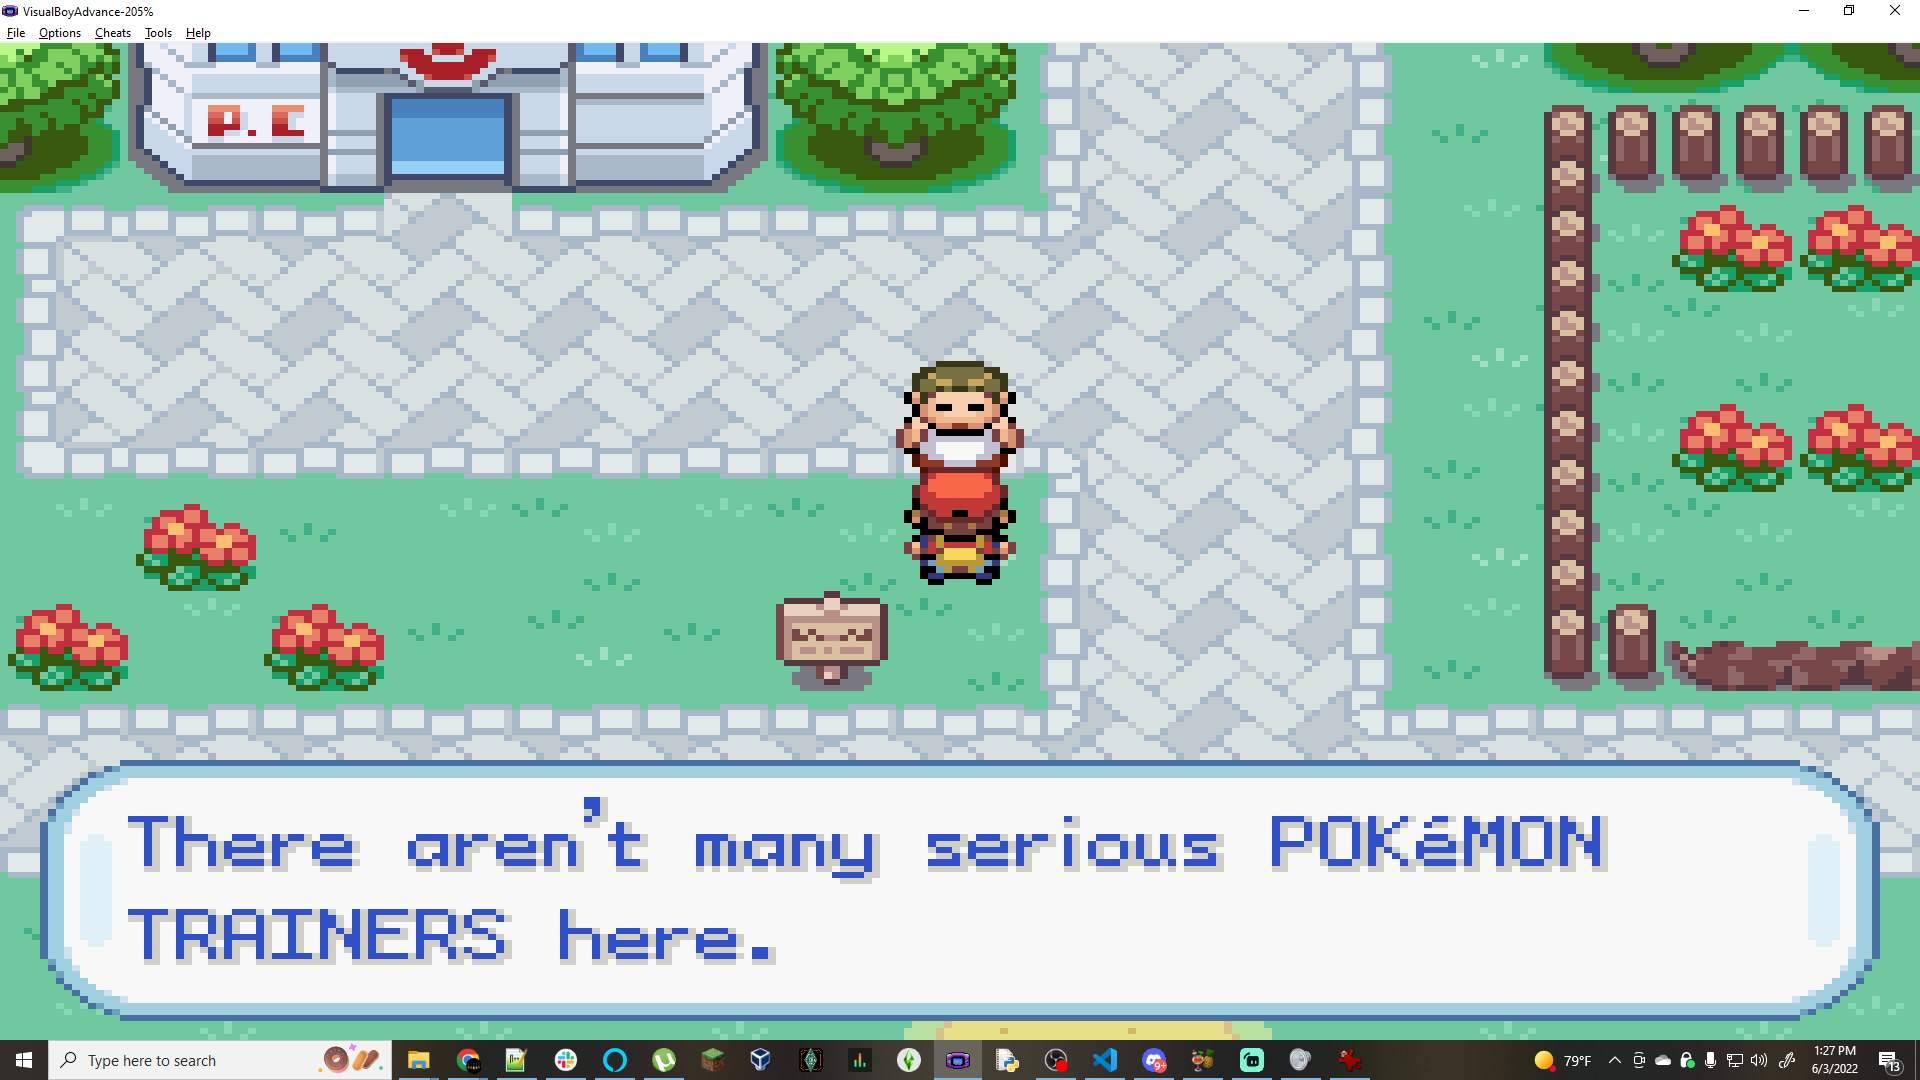 VisualBoyAdvance-205%
File Options Cheats Tools Help
P.C
There aren't many serious POKéMON
TRAINERS here.
Type here to search
9+
79°F
1:27 PM
6/3/2022
13